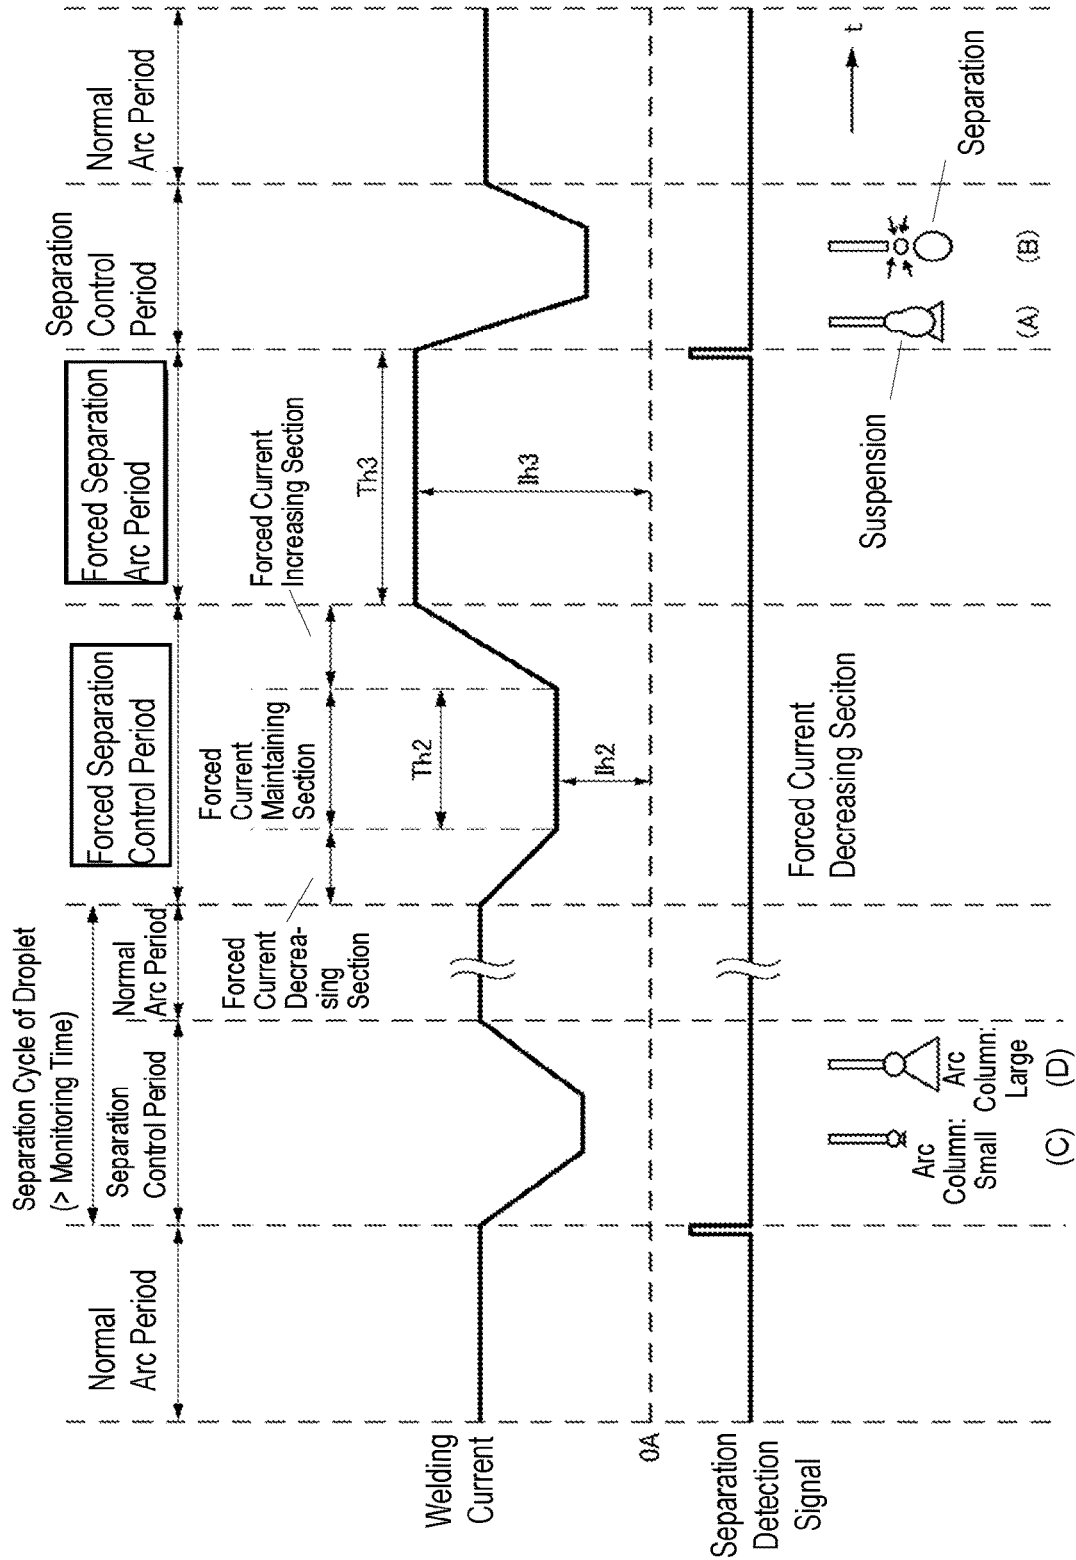 Separation Cycle of Droplet
(> Monitoring Time)
Normal
Arc Period
Separation
Control Period
Normal
Arc Period
Forced Separation
Control Period
Forced Separation
Arc Period
Separation
Control
Period
Normal
Arc Period
Forced
Current
Decrea-
sing
Section
Forced
Current
Maintaining
Section
Forced Current
Increasing Section
Th2
Th3
Ih2
Ih3
Welding
Current
0A
Separation
Detection
Signal
Forced Current
Decreasing Seciton
t
Arc
Column:
Small
(C)
Arc
Column:
Large
(D)
Suspension
(A)
Separation
(B)